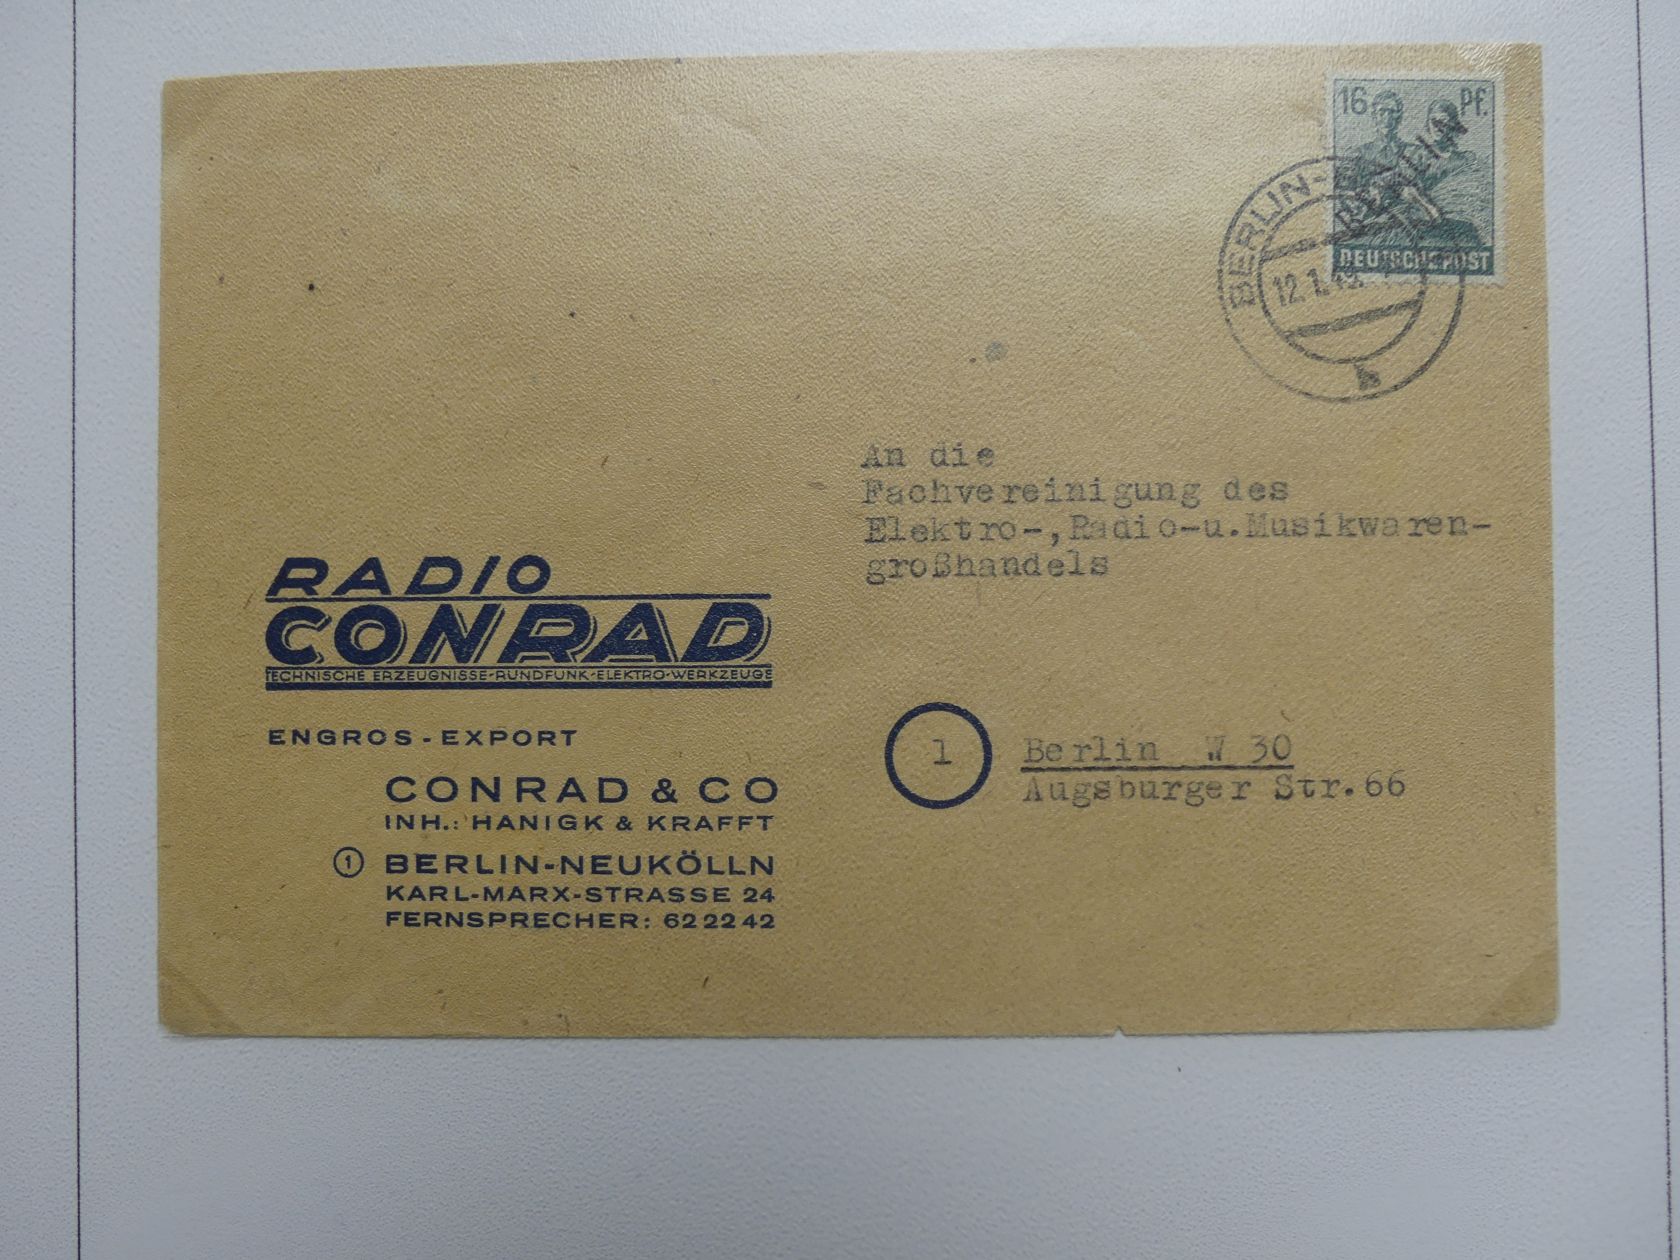 16 Pf.
BERLIN
DEUTSCHE POST
BERLIN-
12.1.
An die
Fachvereinigung des
Elektro-,Radio-u.Musikwaren-
großhandels
RADIO
CONRAD
TECHNISCHE ERZEUGNISSE-RUNDFUNK-ELEKTRO-WERKZEUGE
ENGROS - EXPORT
CONRAD & CO
INH.: HANIGK & KRAFFT
1 BERLIN-NEUKÖLLN
KARL-MARX-STRASSE 24
FERNSPRECHER: 62 22 42
1 Berlin W 30
Augsburger Str.66